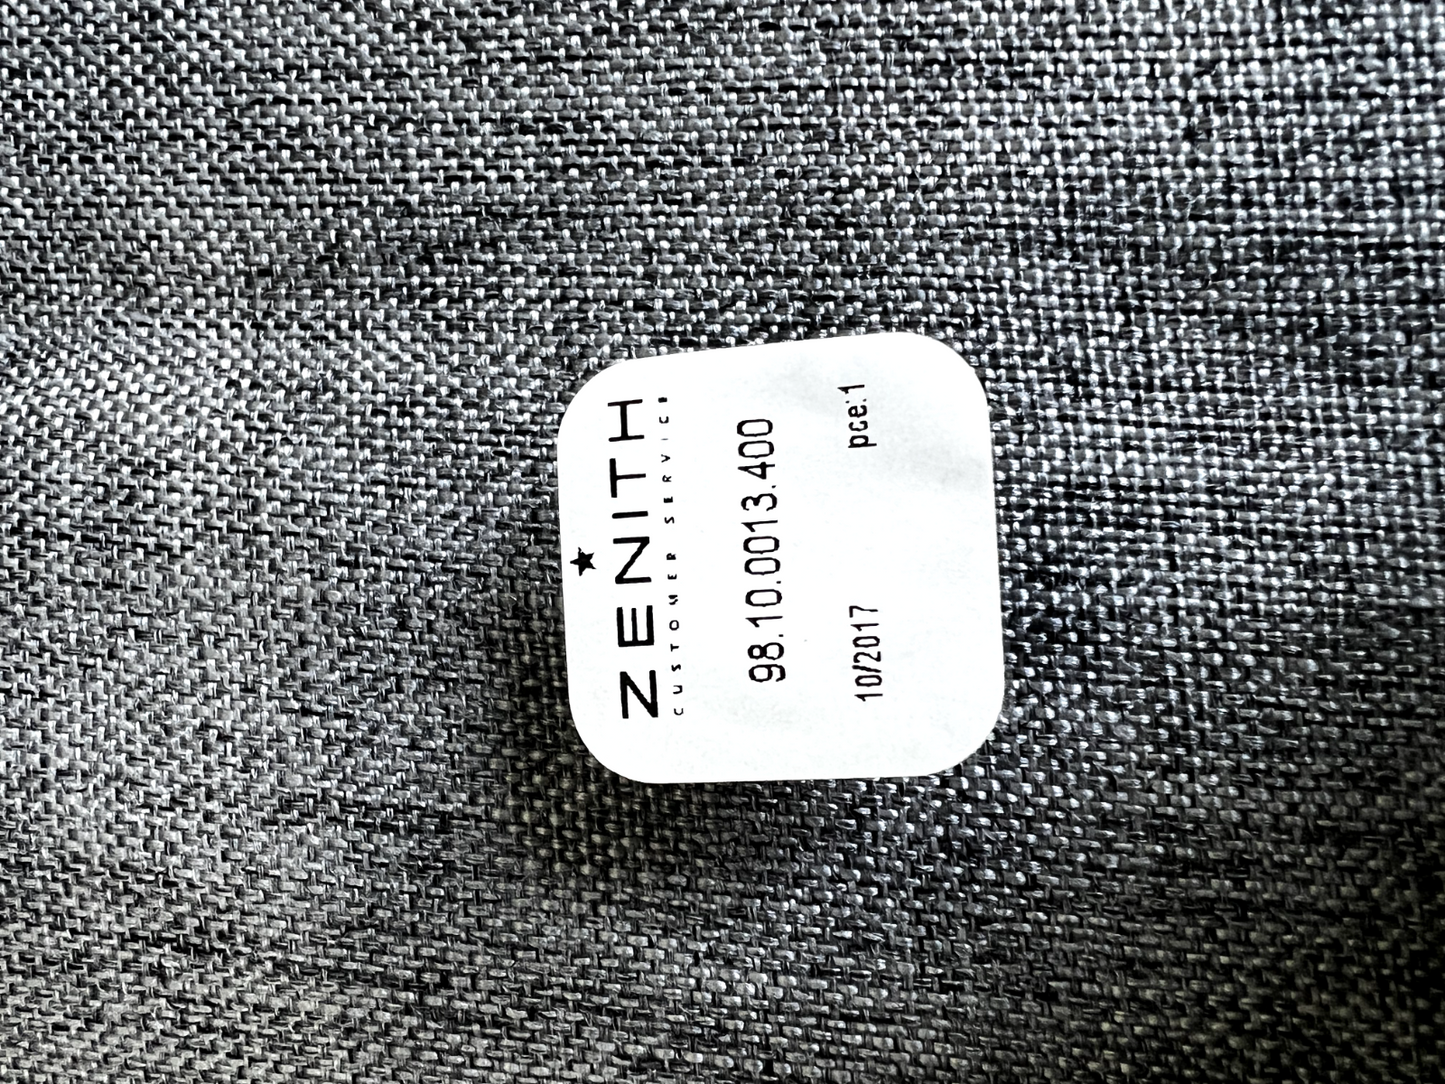 ZENITH
CUSTOMER SERVICE
98.10.0013.400
10/2017 pce:1